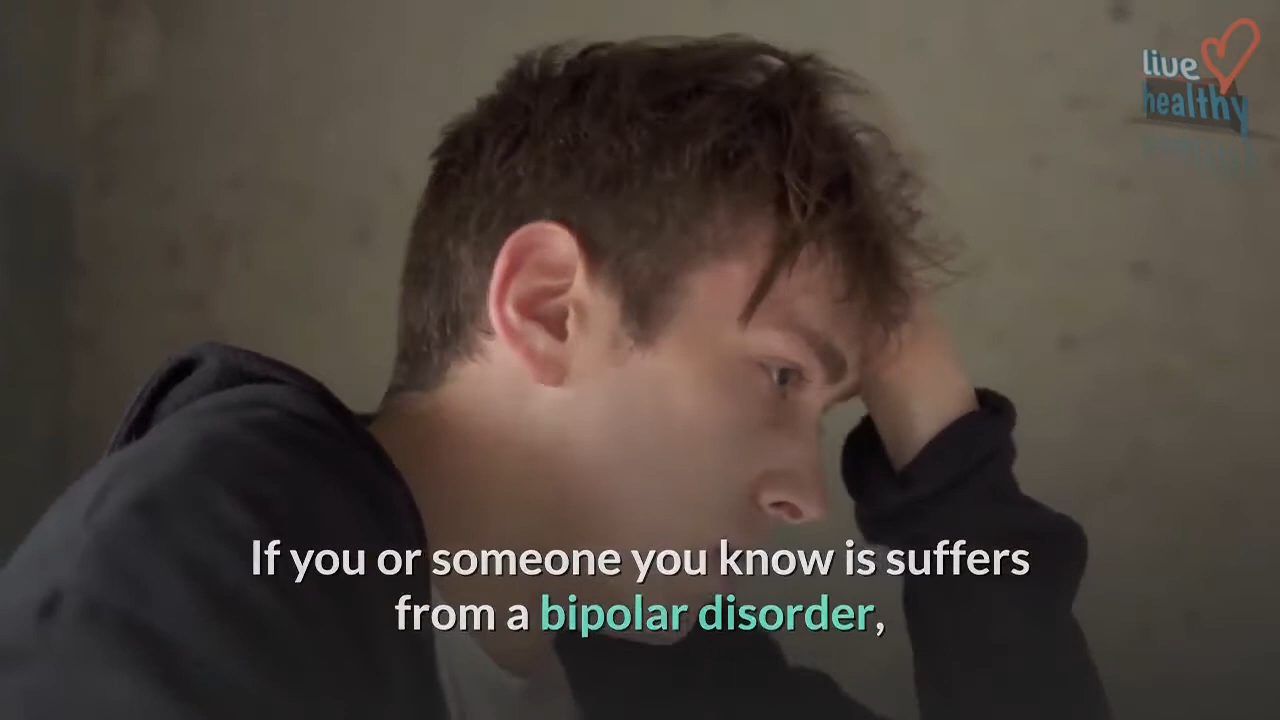 live
healthy
If you or someone you know is suffers
from a bipolar disorder,